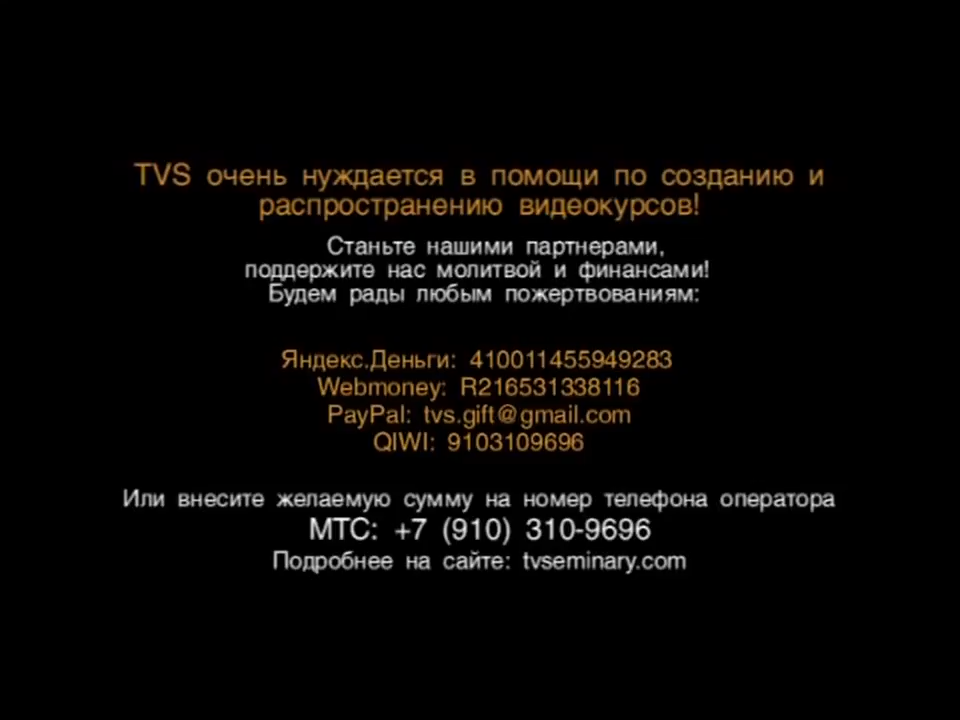 TVS очень нуждается в помощи по созданию и
распространению видеокурсов!
Станьте нашими партнерами,
поддержите нас молитвой и финансами!
Будем рады любым пожертвованиям:
Яндекс.Деньги: 410011455949283
Webmoney: R216531338116
PayPal: tvs.gift@gmail.com
QIWI: 9103109696
Или внесите желаемую сумму на номер телефона оператора
МТС: +7 (910) 310-9696
Подробнее на сайте: tvseminary.com